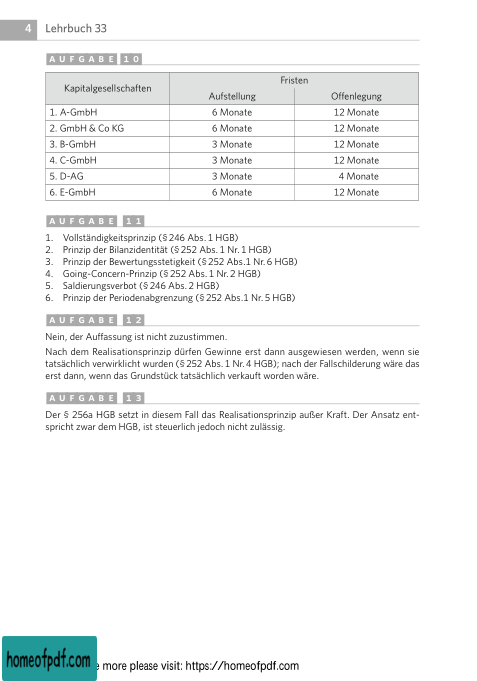 4 Lehrbuch 33
AUFGABE 10
Kapitalgesellschaften Fristen
Aufstellung Offenlegung
1. A-GmbH 6 Monate 12 Monate
2. GmbH & Co KG 6 Monate 12 Monate
3. B-GmbH 3 Monate 12 Monate
4. C-GmbH 3 Monate 12 Monate
5. D-AG 3 Monate 4 Monate
6. E-GmbH 6 Monate 12 Monate
AUFGABE 11
1. Vollständigkeitsprinzip (§ 246 Abs. 1 HGB)
2. Prinzip der Bilanzidentität (§ 252 Abs. 1 Nr. 1 HGB)
3. Prinzip der Bewertungsstetigkeit (§ 252 Abs.1 Nr. 6 HGB)
4. Going-Concern-Prinzip (§ 252 Abs. 1 Nr. 2 HGB)
5. Saldierungsverbot (§ 246 Abs. 2 HGB)
6. Prinzip der Periodenabgrenzung (§ 252 Abs.1 Nr. 5 HGB)
AUFGABE 12
Nein, der Auffassung ist nicht zuzustimmen.
Nach dem Realisationsprinzip dürfen Gewinne erst dann ausgewiesen werden, wenn sie
tatsächlich verwirklicht wurden (§ 252 Abs. 1 Nr. 4 HGB); nach der Fallschilderung wäre das
erst dann, wenn das Grundstück tatsächlich verkauft worden wäre.
AUFGABE 13
Der § 256a HGB setzt in diesem Fall das Realisationsprinzip außer Kraft. Der Ansatz ent-
spricht zwar dem HGB, ist steuerlich jedoch nicht zulässig.
homeofpdf.com e more please visit: https://homeofpdf.com